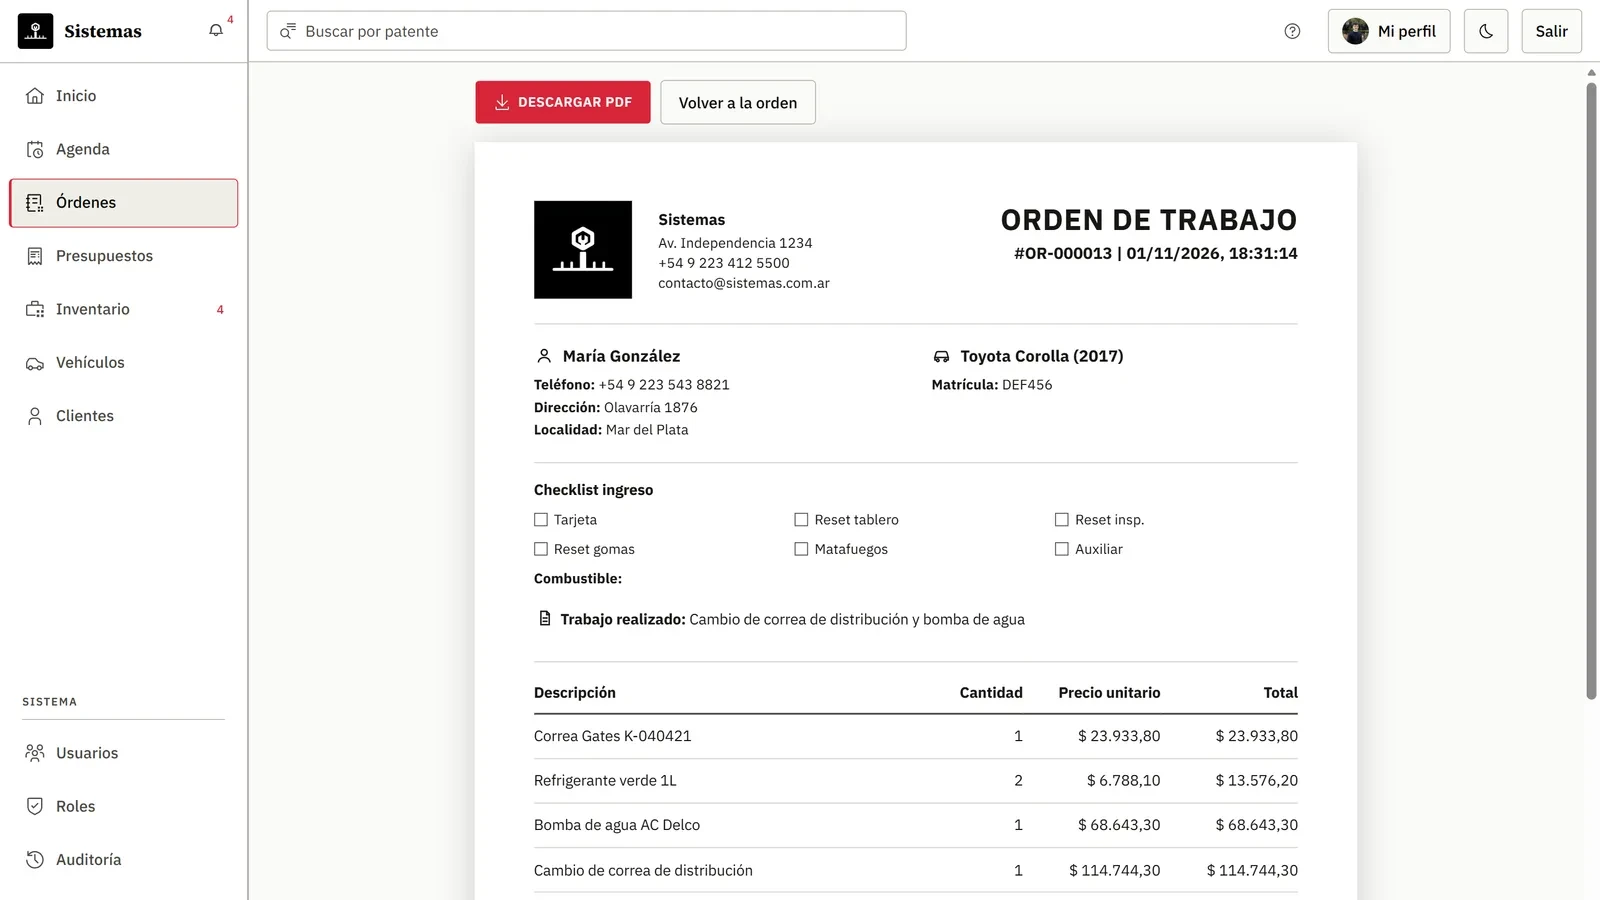 Sistemas
4
Buscar por patente
Mi perfil
Salir
Inicio
Agenda
Órdenes
Presupuestos
Inventario 4
Vehículos
Clientes
SISTEMA
Usuarios
Roles
Auditoría
DESCARGAR PDF
Volver a la orden
Sistemas
Av. Independencia 1234
+54 9 223 412 5500
contacto@sistemas.com.ar
ORDEN DE TRABAJO
#OR-000013 | 01/11/2026, 18:31:14
María González
Teléfono: +54 9 223 543 8821
Dirección: Olavarría 1876
Localidad: Mar del Plata
Toyota Corolla (2017)
Matrícula: DEF456
Checklist ingreso
Tarjeta Reset tablero Reset insp.
Reset gomas Matafuegos Auxiliar
Combustible:
Trabajo realizado: Cambio de correa de distribución y bomba de agua
Descripción Cantidad Precio unitario Total
Correa Gates K-040421 1 $ 23.933,80 $ 23.933,80
Refrigerante verde 1L 2 $ 6.788,10 $ 13.576,20
Bomba de agua AC Delco 1 $ 68.643,30 $ 68.643,30
Cambio de correa de distribución 1 $ 114.744,30 $ 114.744,30